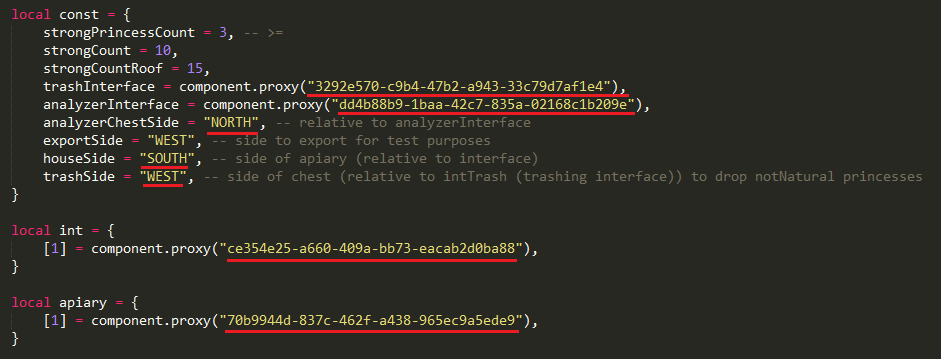 local const = {
    strongPrincessCount = 3, -- >=
    strongCount = 10,
    strongCountRoof = 15,
    trashInterface = component.proxy("3292e570-c9b4-47b2-a943-33c79d7af1e4"),
    analyzerInterface = component.proxy("dd4b88b9-1baa-42c7-835a-02168c1b209e"),
    analyzerChestSide = "NORTH", -- relative to analyzerInterface
    exportSide = "WEST", -- side to export for test purposes
    houseSide = "SOUTH", -- side of apiary (relative to interface)
    trashSide = "WEST", -- side of chest (relative to intTrash (trashing interface)) to drop notNatural princesses
}
local int = {
    [1] = component.proxy("ce354e25-a660-409a-bb73-eacab2d0ba88"),
}
local apiary = {
    [1] = component.proxy("70b9944d-837c-462f-a438-965ec9a5ede9"),
}